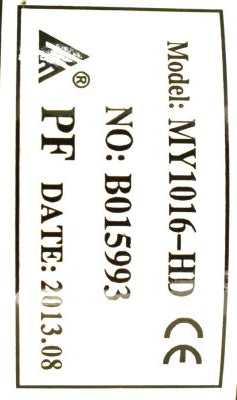 Model: MY1016-HD CE
NO: B015993
® PF DATE: 2013.08